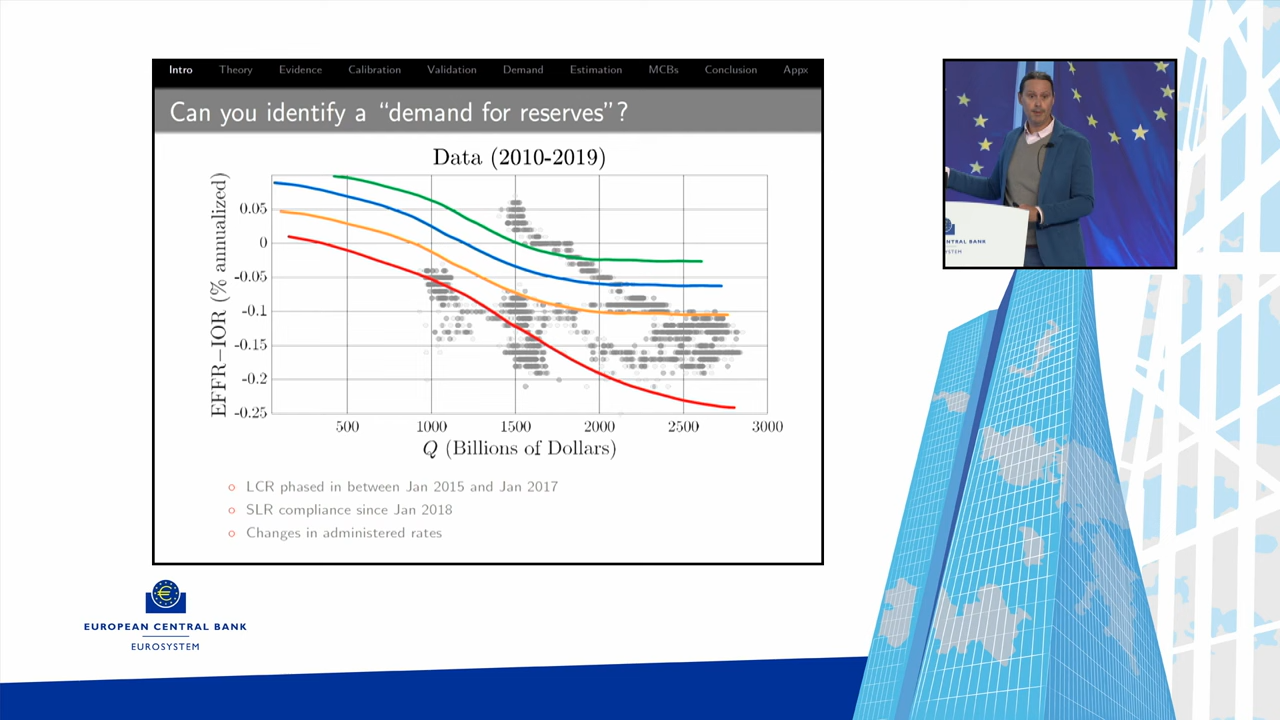 Intro Theory Evidence Calibration Validation Demand Estimation MCBs Conclusion Appx
Can you identify a “demand for reserves”?
Data (2010-2019)
EFFR−IOR (% annualized)
0.05
0
-0.05
-0.1
-0.15
-0.2
-0.25
500 1000 1500 2000 2500 3000
Q (Billions of Dollars)
LCR phased in between Jan 2015 and Jan 2017
SLR compliance since Jan 2018
Changes in administered rates
EUROPEAN CENTRAL BANK
EUROSYSTEM
CENTRAL BANK
SYSTEM